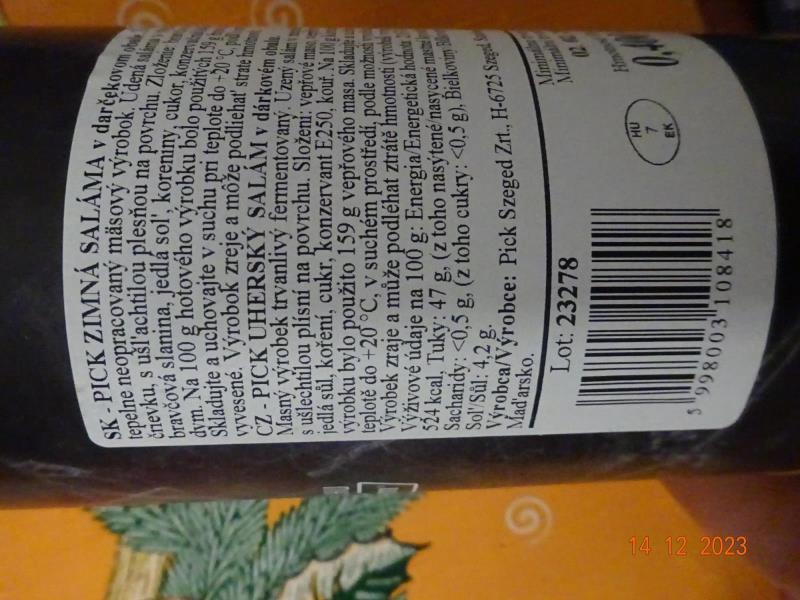 SK - PICK ZIMNÁ SALÁMA v darčekovom obale
tepelne neopracovaný mäsový výrobok. Údená saláma
črievku, s ušľachtilou plesňou na povrchu. Zloženie:
bravčová slanina, jedlá soľ, koreniny, cukor, konzervant
dym. Na 100 g hotového výrobku bolo použitých 159 g
Skladujte a uchovajte v suchu pri teplote do +20°C,
vyvesené. Výrobok zreje a môže podliehať strate
CZ - PICK UHERSKÝ SALÁM v dárkovém obalu.
Masný výrobek trvanlivý fermentovaný. Uzený salám
s ušlechtilou plísní na povrchu. Složení: vepřové maso,
jedlá sůl, koření, cukr, konzervant E250, kouř. Na 100 g
výrobku bylo použito 159 g vepřového masa. Skladujte
teplotě do +20°C, v suchém prostředí, podle možnosti
Výrobek zraje a může podléhat ztrátě hmotnosti
Výživové údaje na 100 g: Energia/Energetická hodnota
524 kcal, Tuky: 47 g, (z toho nasýtené/nasycené mastné
Sacharidy: <0,5 g, (z toho cukry: <0,5 g), Bielkoviny
Soľ/Sůl: 4,2 g.
Výrobca/Výrobce: Pick Szeged Zrt., H-6725 Szeged
Maďarsko.
Lot: 23278
HU
7
EK
5 998003 108418
14 12 2023